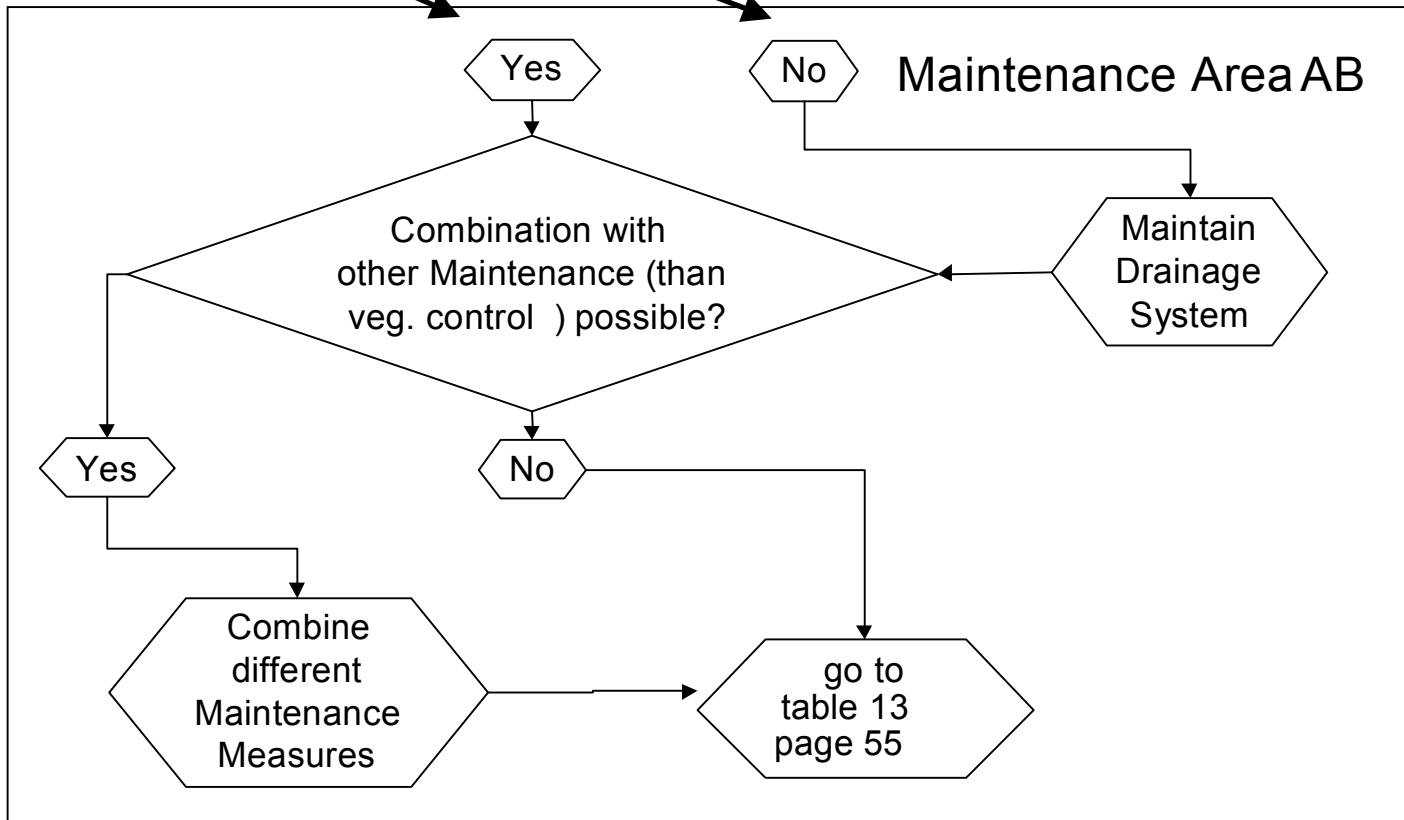 Yes
No
Maintenance Area AB
Combination with
other Maintenance (than
veg. control  ) possible?
Maintain
Drainage
System
Yes
No
Combine
different
Maintenance
Measures
go to
table 13
page 55